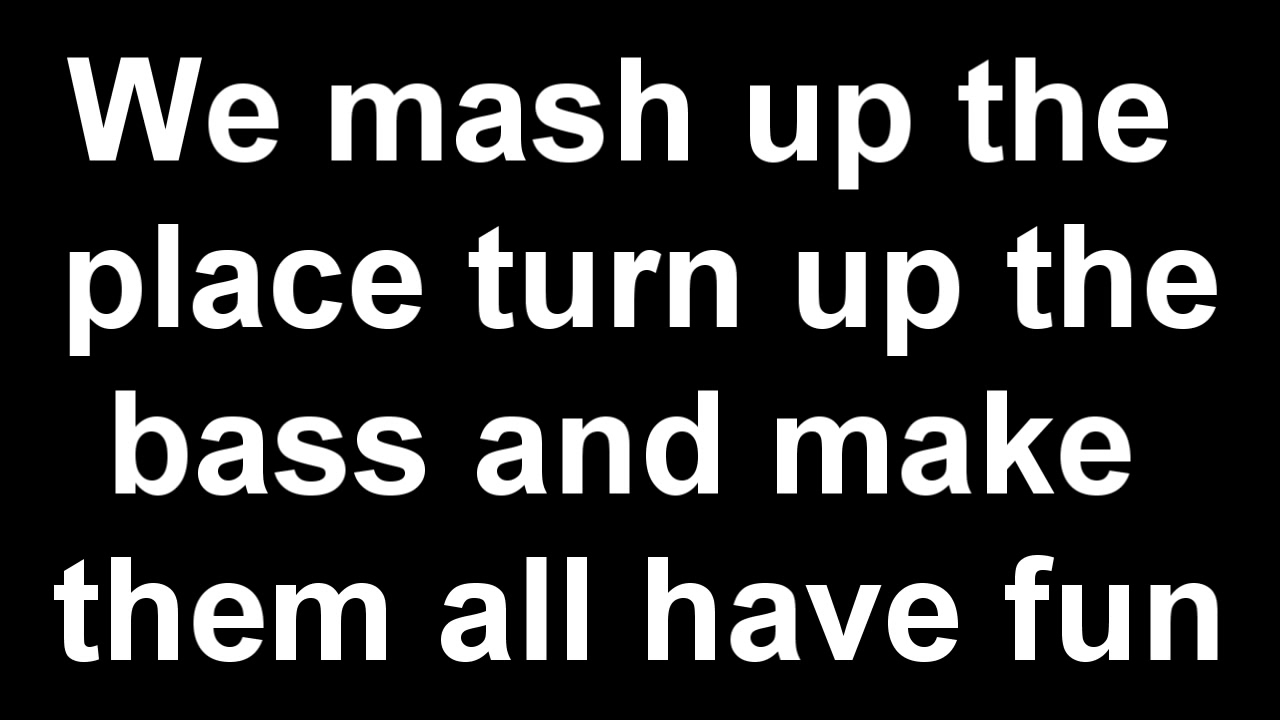 We mash up the
place turn up the
bass and make
them all have fun